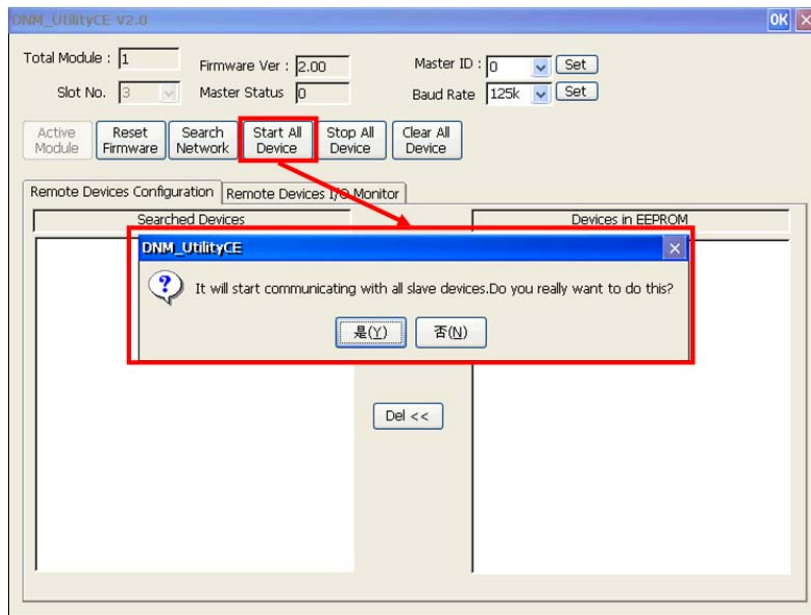 DNM_UtilityCE V2.0 OK
Total Module : 1 Firmware Ver : 2.00 Master ID : 0 Set
Slot No. 3 Master Status 0 Baud Rate 125k Set
Active Module Reset Firmware Search Network Start All Device Stop All Device Clear All Device
Remote Devices Configuration Remote Devices I/O Monitor
Searched Devices Devices in EEPROM
DNM_UtilityCE
It will start communicating with all slave devices.Do you really want to do this?
是(Y) 否(N)
Del <<